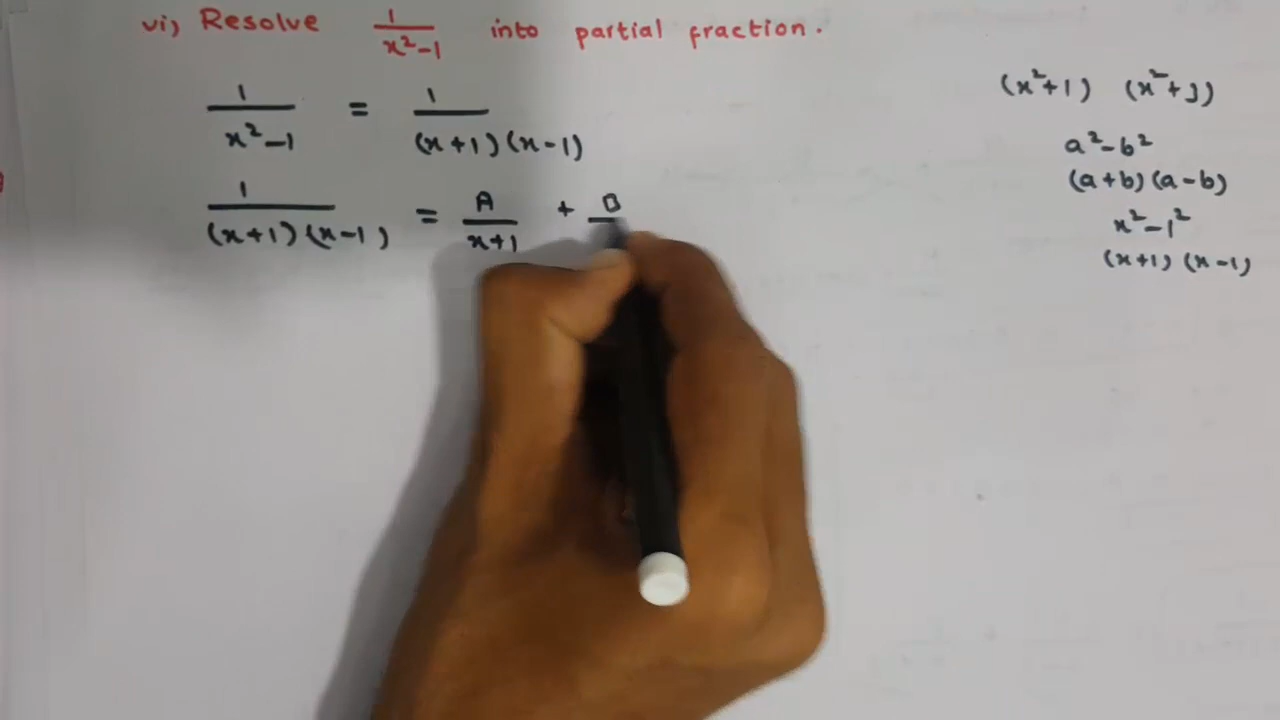 vi) Resolve 1/(x²-1) into partial fraction.
1/(x²-1) = 1/((x+1)(x-1))
1/((x+1)(x-1)) = A/(x+1) + B
(x²+1) (x²+J)
a²-b²
(a+b)(a-b)
x²-1²
(x+1)(x-1)